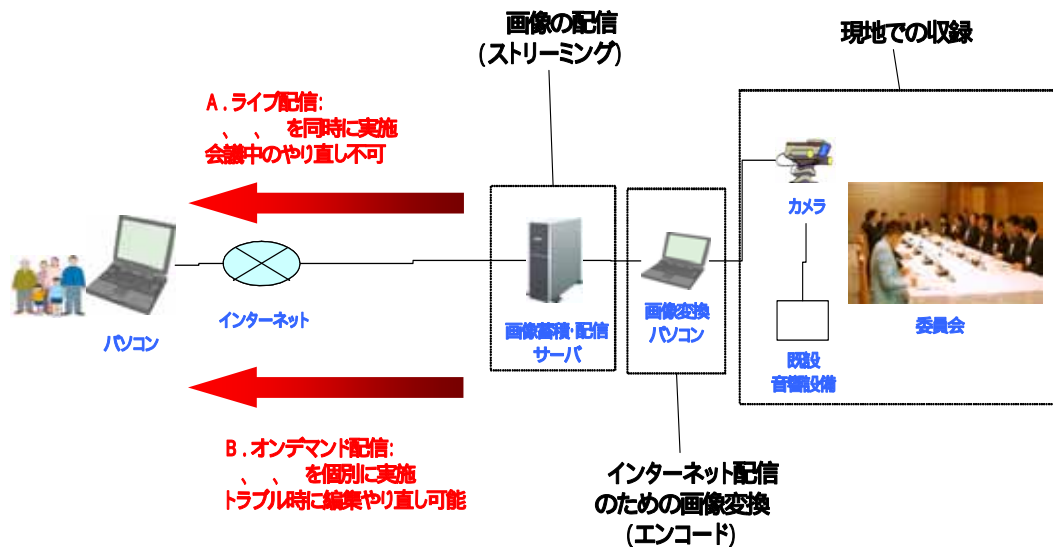 画像の配信
(ストリーミング)
現地での収録
A．ライブ配信:
、 、 を同時に実施
会議中のやり直し不可
カメラ
パソコン
インターネット
画像蓄積・配信
サーバ
画像変換
パソコン
既設
音響設備
委員会
B．オンデマンド配信:
、 、 を個別に実施
トラブル時に編集やり直し可能
インターネット配信
のための画像変換
(エンコード)